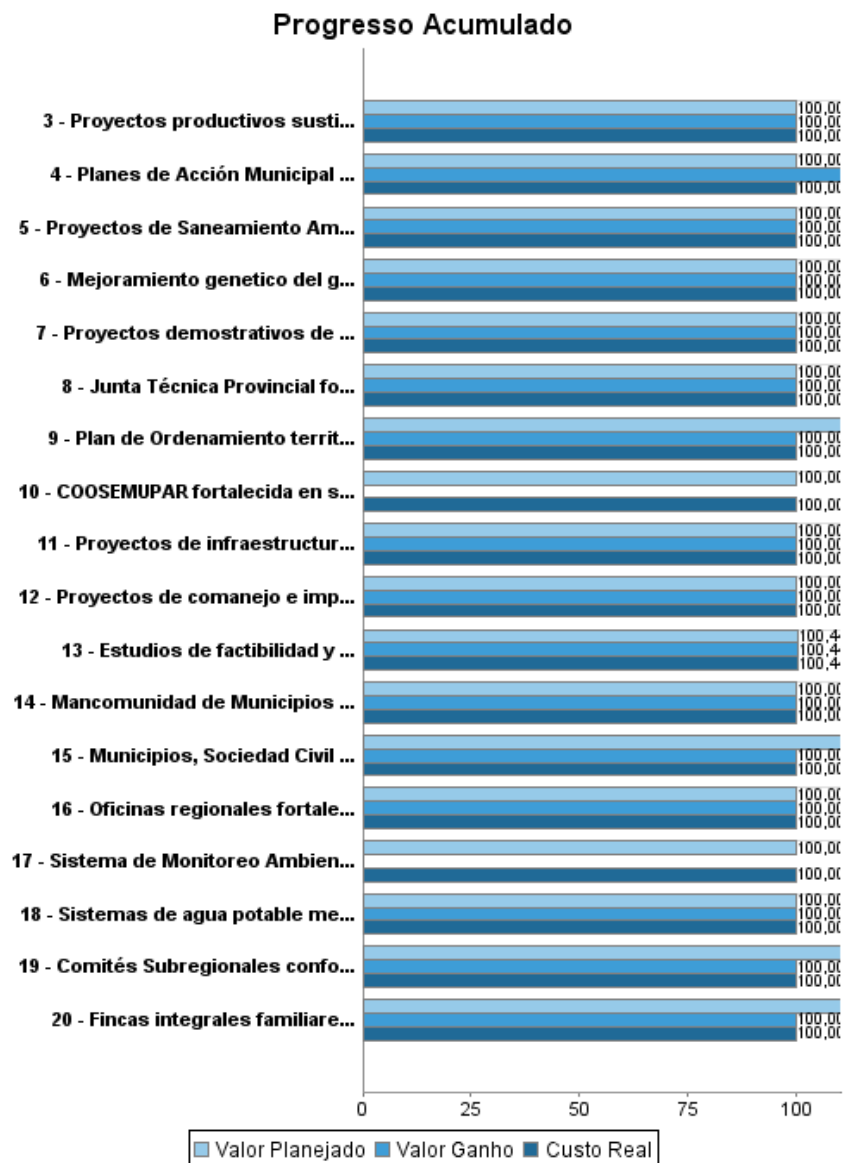 Progresso Acumulado
3 - Proyectos productivos susti...
100,00
100,00
100,00
4 - Planes de Acción Municipal ...
100,00
100,00
5 - Proyectos de Saneamiento Am...
100,00
100,00
100,00
6 - Mejoramiento genetico del g...
100,00
100,00
100,00
7 - Proyectos demostrativos de ...
100,00
100,00
100,00
8 - Junta Técnica Provincial fo...
100,00
100,00
100,00
9 - Plan de Ordenamiento territ...
100,00
100,00
10 - COOSEMUPAR fortalecida en s...
100,00
100,00
11 - Proyectos de infraestructur...
100,00
100,00
100,00
12 - Proyectos de comanejo e imp...
100,00
100,00
100,00
13 - Estudios de factibilidad y ...
100,4
100,4
100,4
14 - Mancomunidad de Municipios ...
100,00
100,00
100,00
15 - Municipios, Sociedad Civil ...
100,00
100,00
16 - Oficinas regionales fortale...
100,00
100,00
100,00
17 - Sistema de Monitoreo Ambien...
100,00
100,00
18 - Sistemas de agua potable me...
100,00
100,00
100,00
19 - Comités Subregionales confo...
100,00
100,00
20 - Fincas integrales familiare...
100,00
100,00
0 25 50 75 100
Valor Planejado Valor Ganho Custo Real